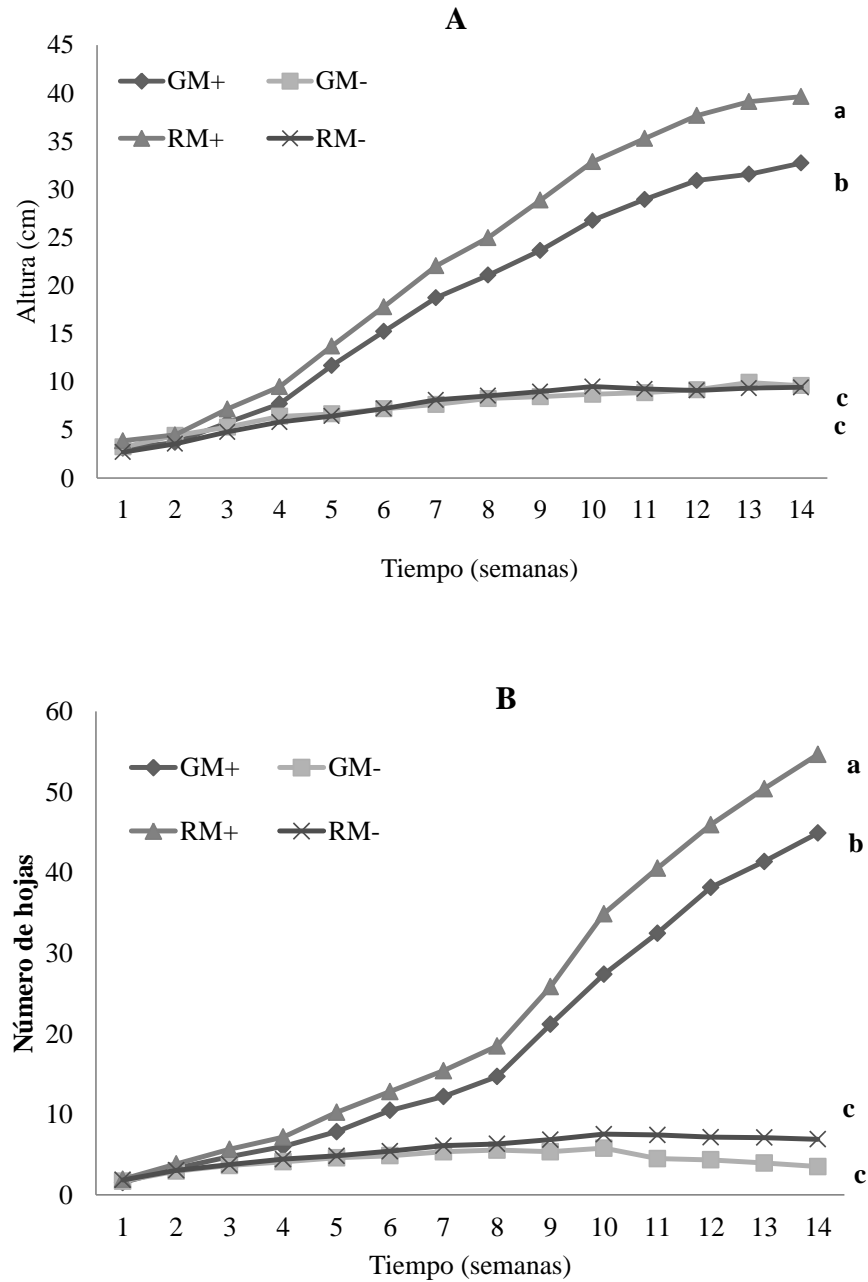 A
45
40
35
30
25
20
15
10
5
0
Altura (cm)
GM+ GM-
RM+ RM-
a
b
c
c
1 2 3 4 5 6 7 8 9 10 11 12 13 14
Tiempo (semanas)
B
60
50
40
30
20
10
0
Número de hojas
GM+ GM-
RM+ RM-
a
b
c
c
1 2 3 4 5 6 7 8 9 10 11 12 13 14
Tiempo (semanas)